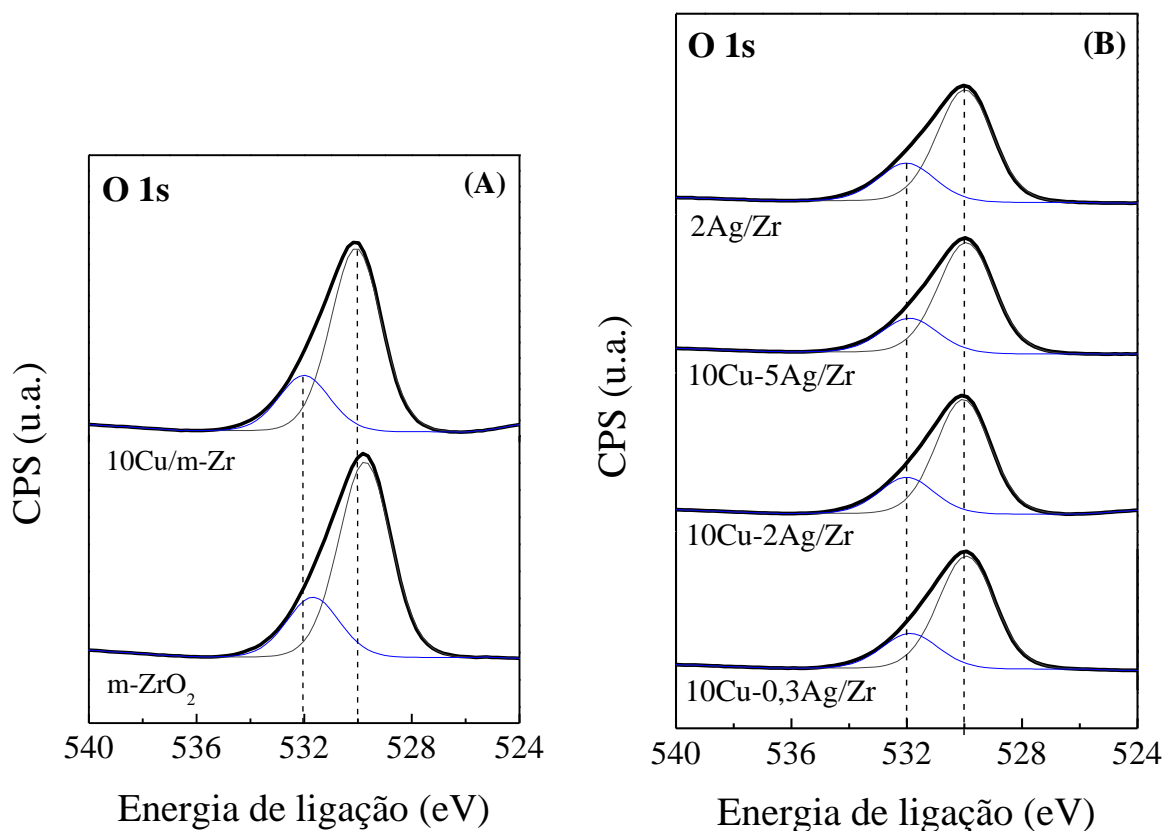 O 1s
(A)
10Cu/m-Zr
m-ZrO₂
540 536 532 528 524
Energia de ligação (eV)
CPS (u.a.)
O 1s
(B)
2Ag/Zr
10Cu-5Ag/Zr
10Cu-2Ag/Zr
10Cu-0,3Ag/Zr
540 536 532 528 524
Energia de ligação (eV)
CPS (u.a.)